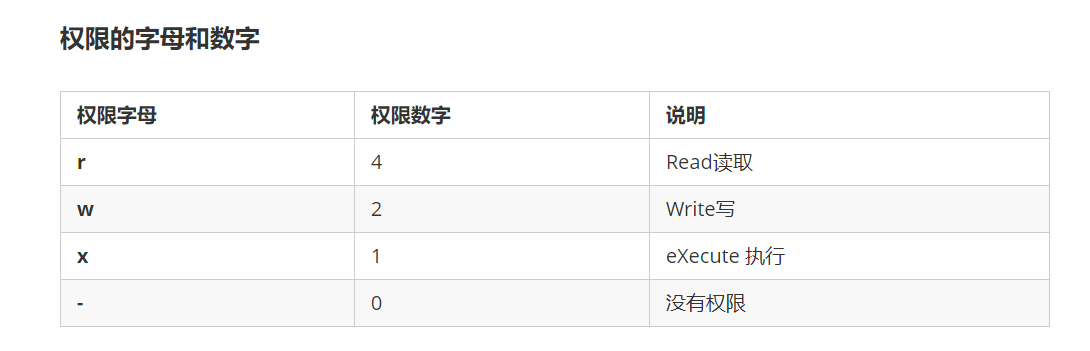 权限的字母和数字
权限字母 权限数字 说明
r 4 Read读取
w 2 Write写
x 1 eXecute 执行
- 0 没有权限